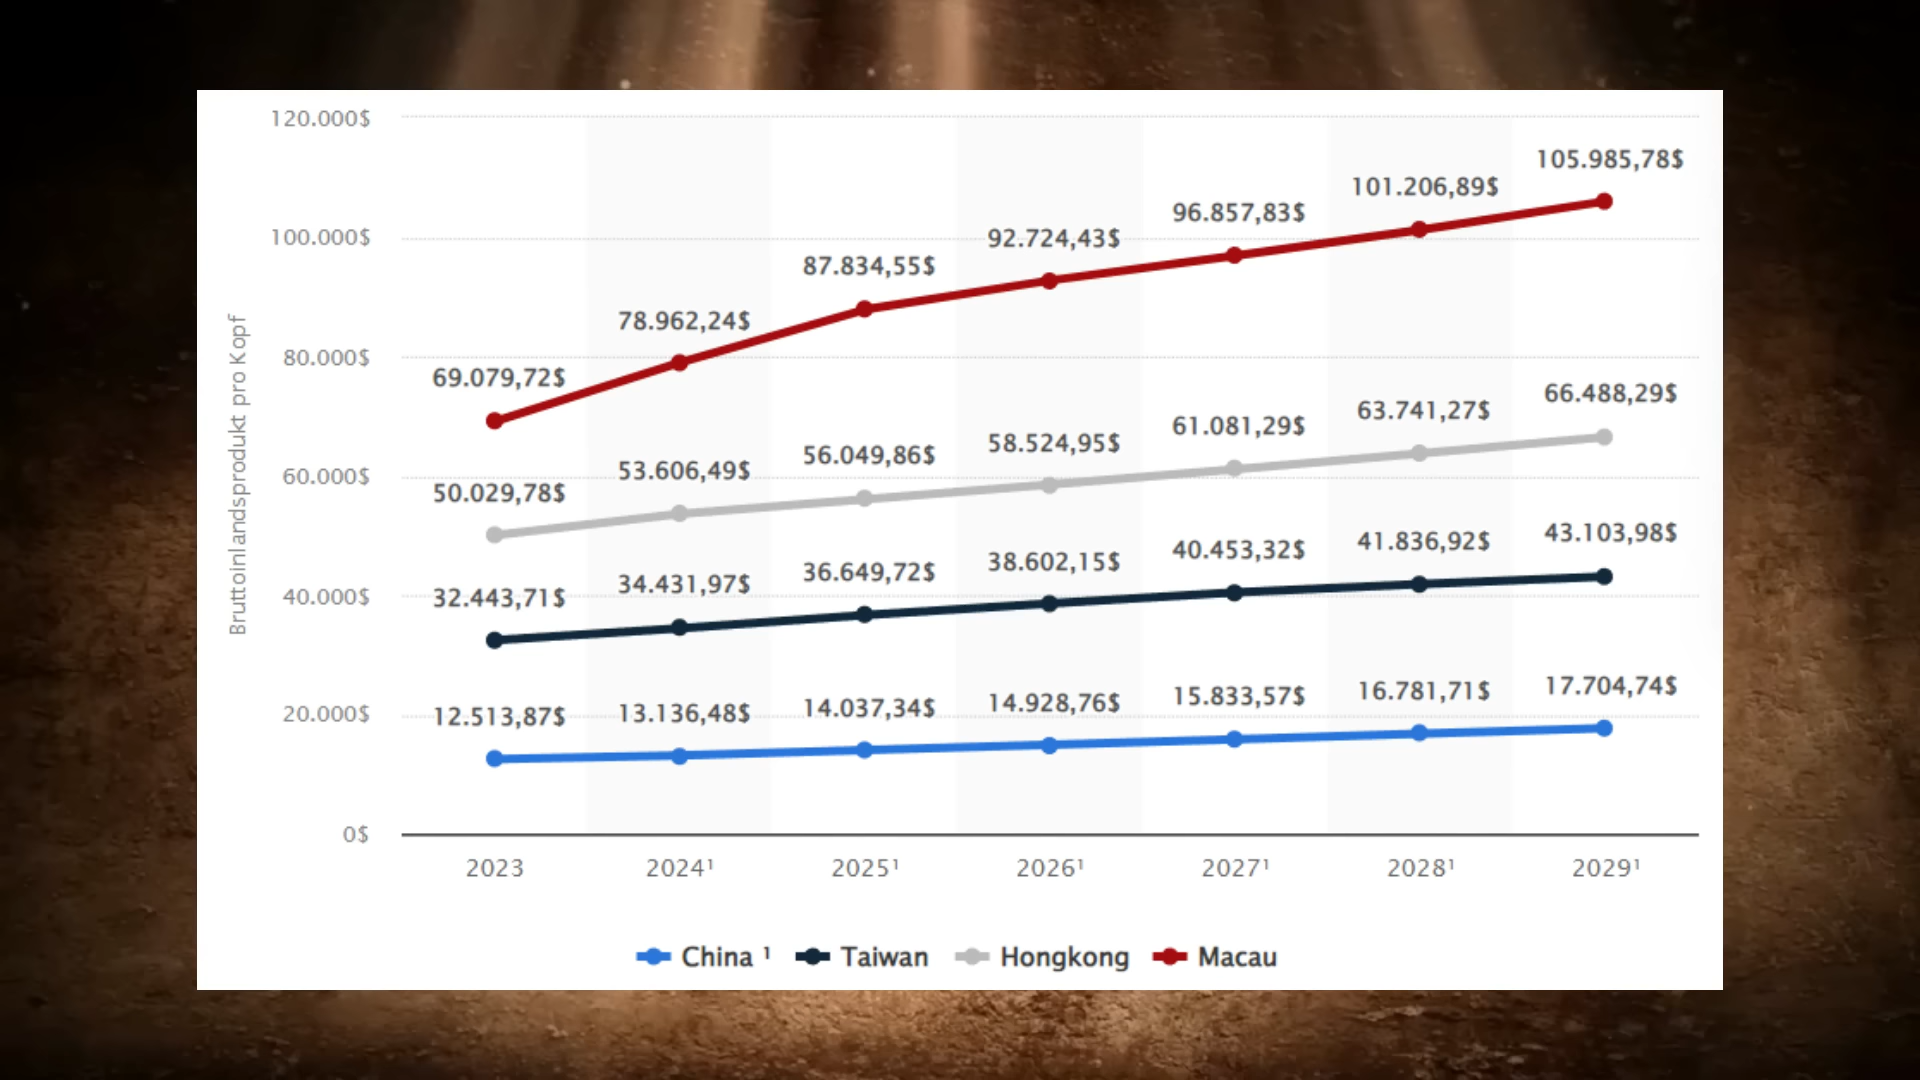 120.000$
100.000$
80.000$
60.000$
40.000$
20.000$
0$
Bruttoinlandsprodukt pro Kopf
69.079,72$ 78.962,24$ 87.834,55$ 92.724,43$ 96.857,83$ 101.206,89$ 105.985,78$
50.029,78$ 53.606,49$ 56.049,86$ 58.524,95$ 61.081,29$ 63.741,27$ 66.488,29$
32.443,71$ 34.431,97$ 36.649,72$ 38.602,15$ 40.453,32$ 41.836,92$ 43.103,98$
12.513,87$ 13.136,48$ 14.037,34$ 14.928,76$ 15.833,57$ 16.781,71$ 17.704,74$
2023 2024¹ 2025¹ 2026¹ 2027¹ 2028¹ 2029¹
China ¹ Taiwan Hongkong Macau